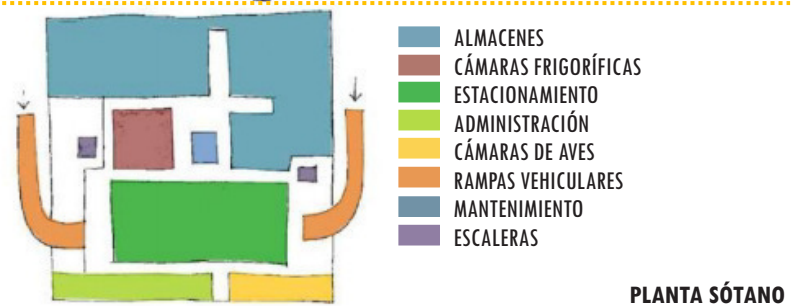 ALMACENES
CÁMARAS FRIGORÍFICAS
ESTACIONAMIENTO
ADMINISTRACIÓN
CÁMARAS DE AVES
RAMPAS VEHICULARES
MANTENIMIENTO
ESCALERAS
PLANTA SÓTANO